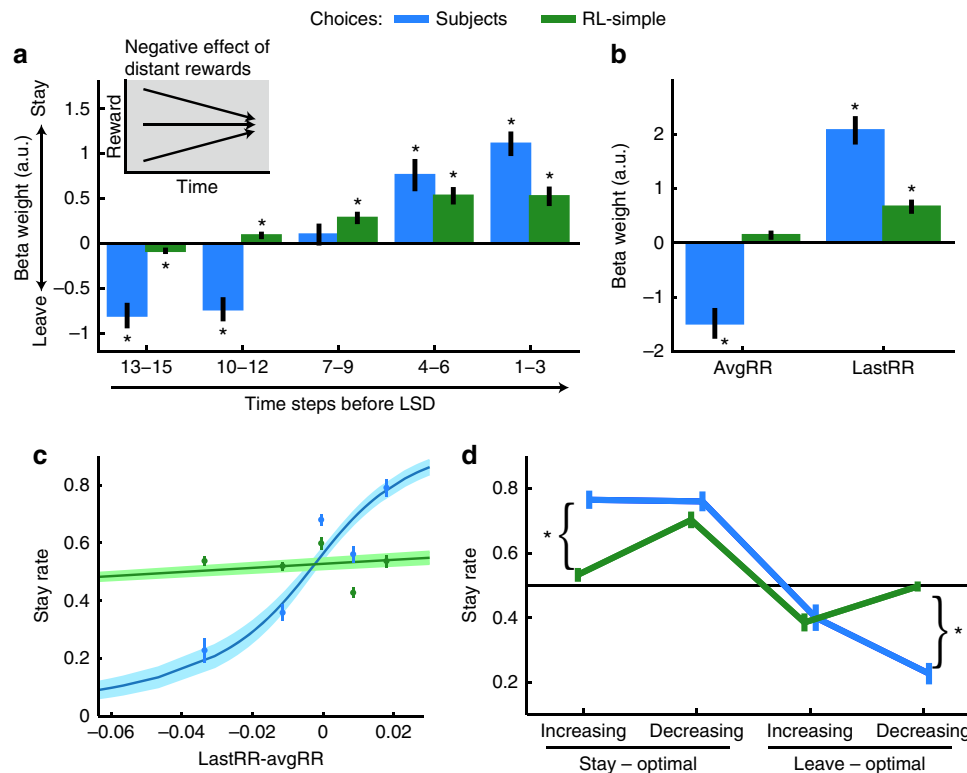 Choices: Subjects RL-simple
a
Negative effect of
distant rewards
Reward
Time
Stay
Leave
Beta weight (a.u.)
1.5
1
0.5
0
−0.5
−1
*
*
*
*
*
*
*
*
*
13–15 10–12 7–9 4–6 1–3
Time steps before LSD
b
Beta weight (a.u.)
2
1
0
−1
−2
*
*
*
AvgRR LastRR
c
Stay rate
0.8
0.6
0.4
0.2
0
−0.06 −0.04 −0.02 0 0.02
LastRR-avgRR
d
Stay rate
0.8
0.6
0.4
0.2
* {
} *
Increasing Decreasing Increasing Decreasing
Stay – optimal Leave – optimal